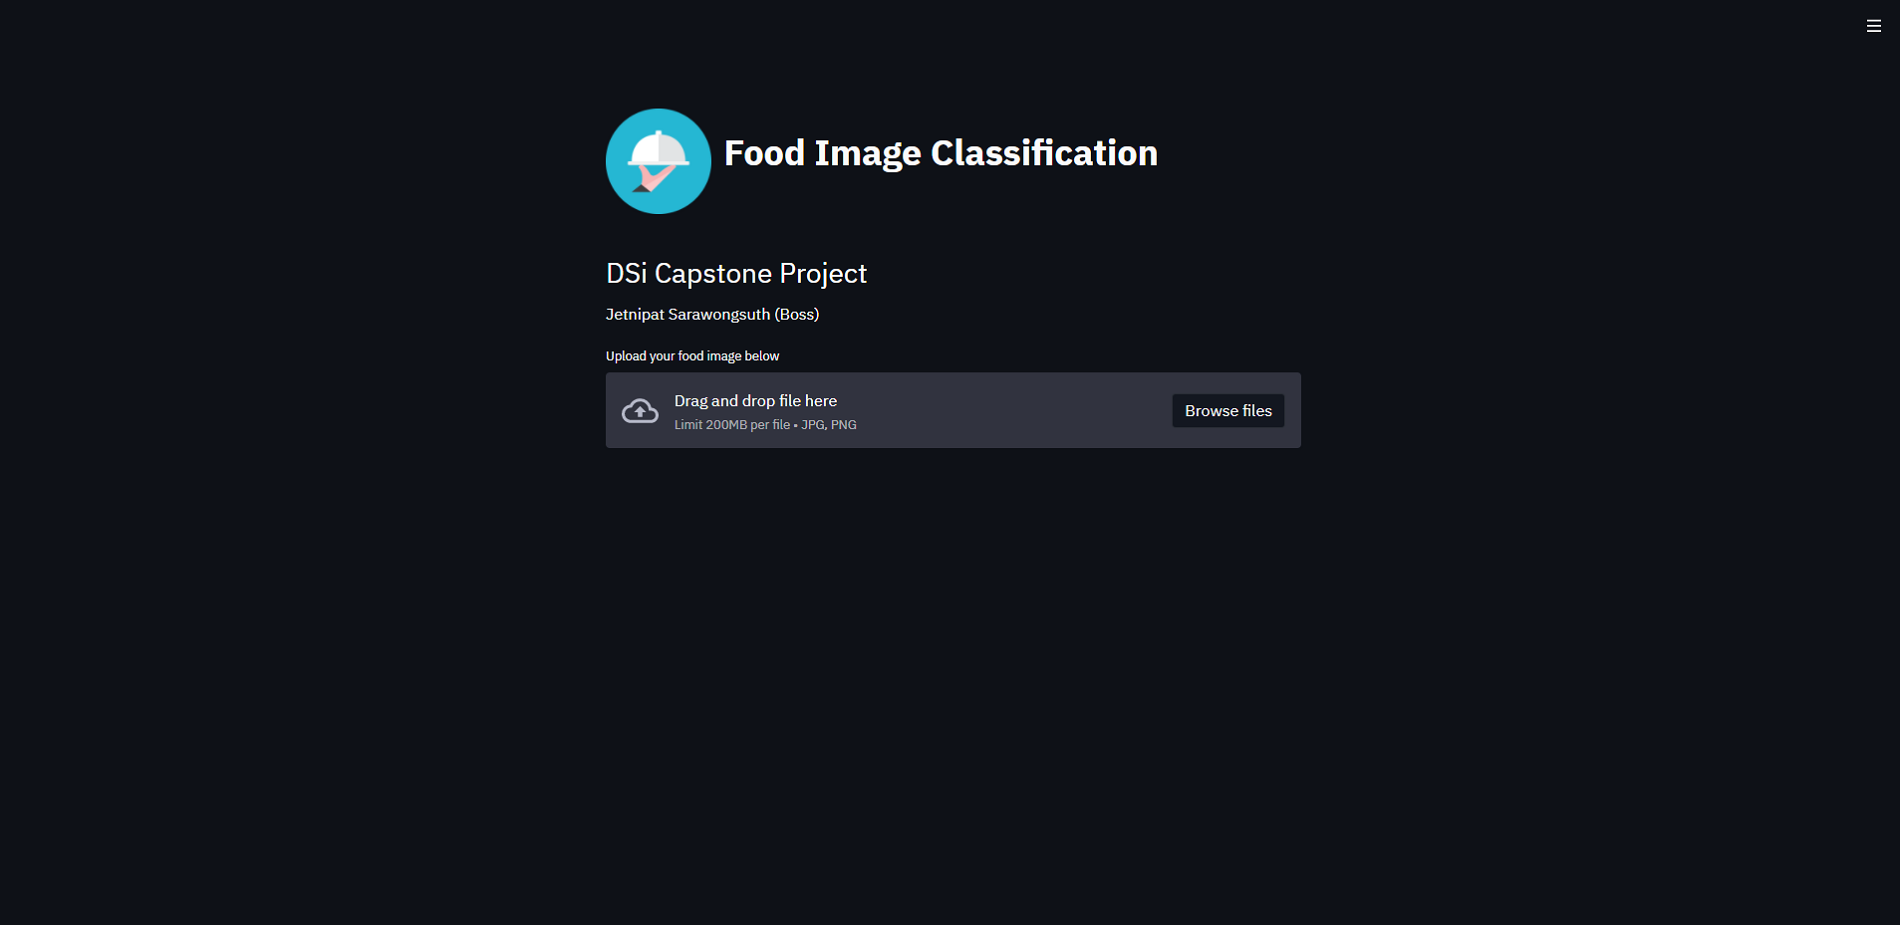 Food Image Classification
DSi Capstone Project
Jetnipat Sarawongsuth (Boss)
Upload your food image below
Drag and drop file here
Limit 200MB per file • JPG, PNG
Browse files